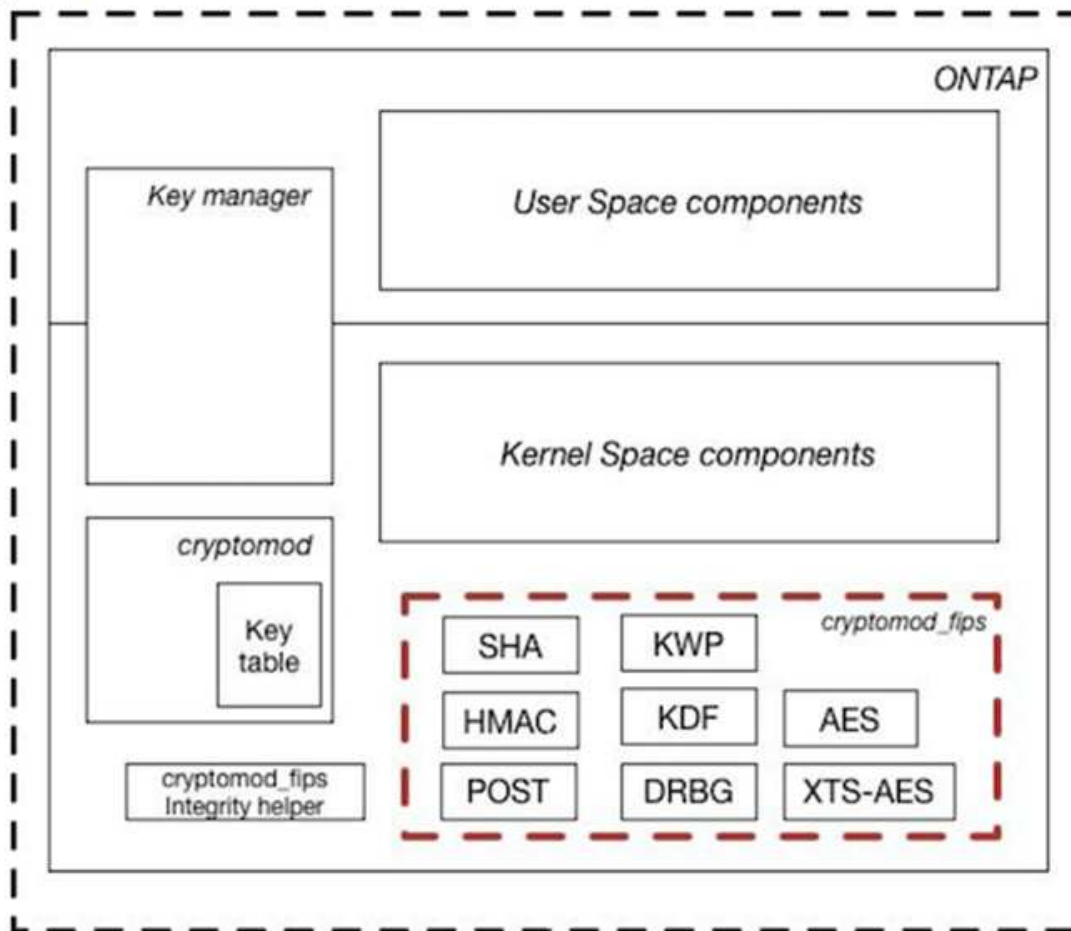 ONTAP
Key manager
User Space components
Kernel Space components
cryptomod
Key
table
cryptomod_fips
SHA
KWP
HMAC
KDF
AES
POST
DRBG
XTS-AES
cryptomod_fips
Integrity helper